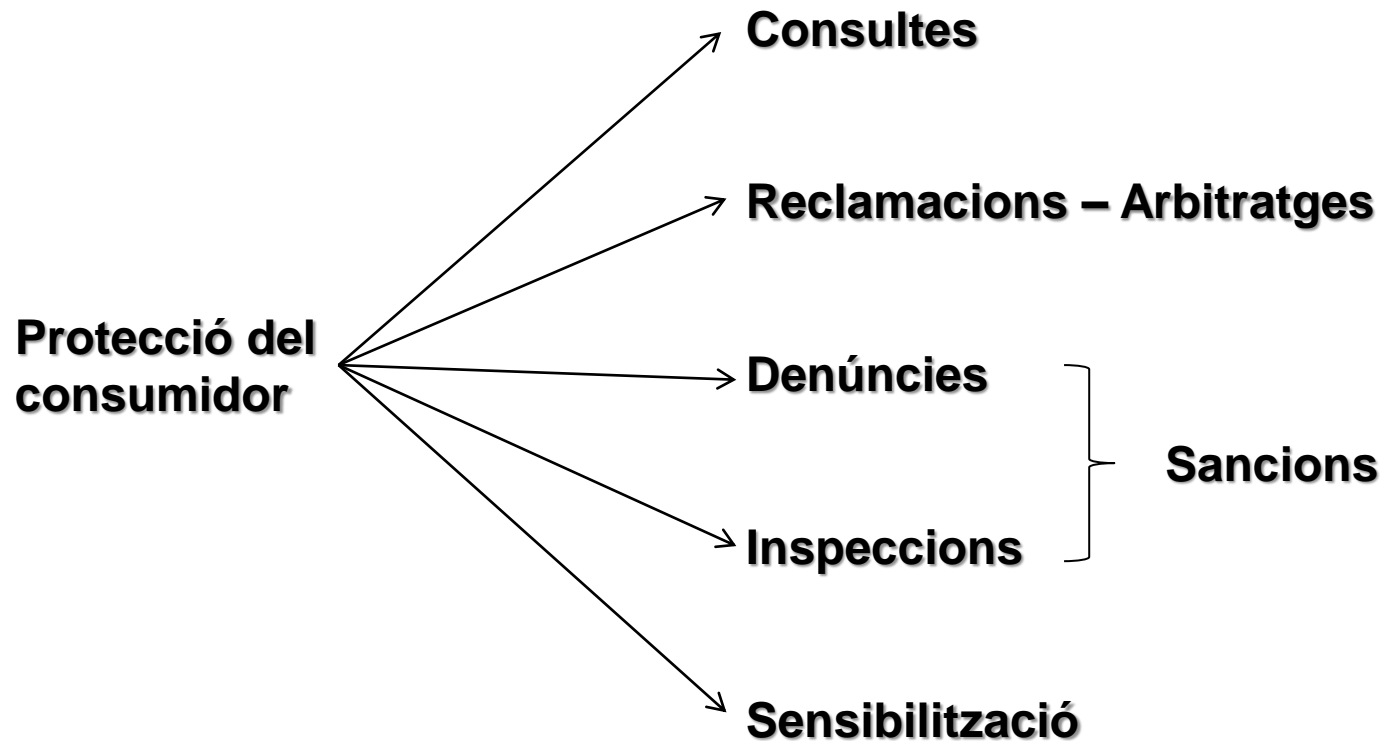 Consultes
Reclamacions – Arbitratges
Protecció del
consumidor
Denúncies
Sancions
Inspeccions
Sensibilització